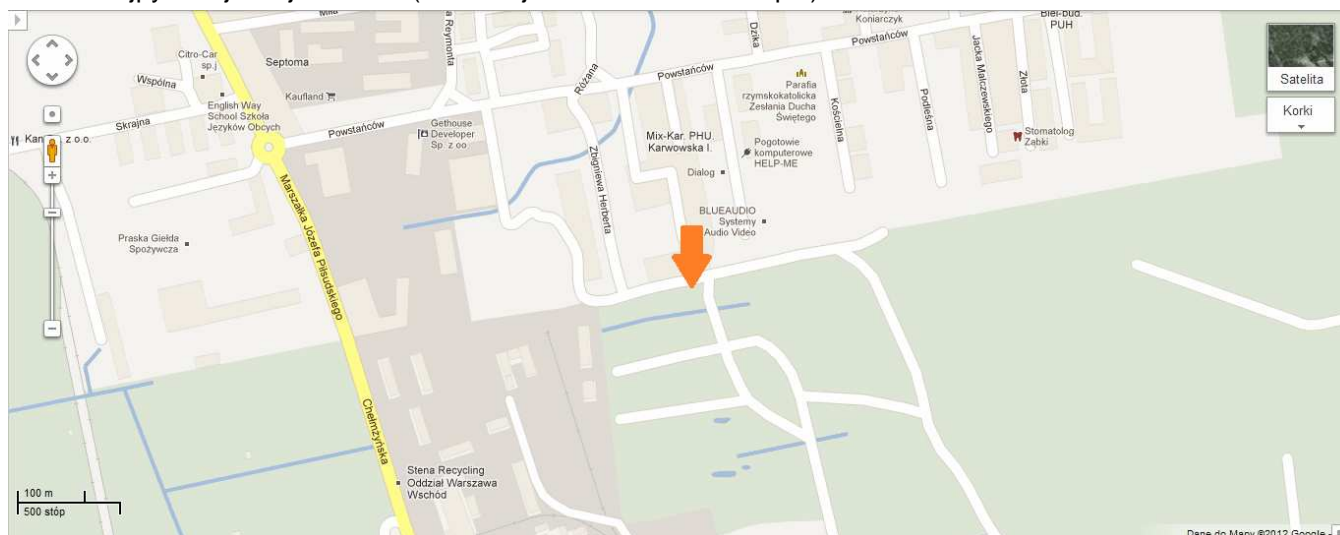 Miła
a Reymonta
Dzika
Koniarczyk
Biel-bud.
PUH
Citro-Car
sp.j
Septoma
Wspólna
Różana
Powstańców
Powstańców
Parafia
rzymskokatolicka
Zesłania Ducha
Świętego
Jacka Malczewskiego
Złota
Satelita
Kaufland
English Way
School Szkoła
Języków Obcych
Skrajna
Powstańców
Gethouse
Developer
Sp. z oo
Kościelna
Podleśna
Korki
Kar
z o.o.
Mix-Kar. PHU.
Karwowska I.
Pogotowie
komputerowe
HELP-ME
Stomatolog
Ząbki
Dialog
Zbigniewa Herberta
Marszałka Józefa Piłsudskiego
BLUEAUDIO
Systemy
Audio Video
Praska Giełda
Spożywcza
Chełmżyńska
Stena Recycling
Oddział Warszawa
Wschód
100 m
500 stóp
Dane do Mapy ©2012 Google -